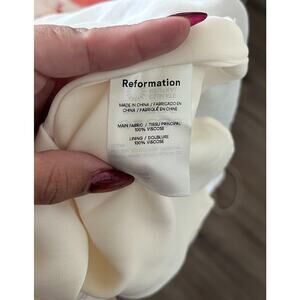 Reformation
MADE IN CHINA / FABRICADO EN
CHINA / FABRIQUÉ EN CHINE
MAIN FABRIC / TISSU PRINCIPAL
100% VISCOSE
LINING / DOUBLURE
100% VISCOSE